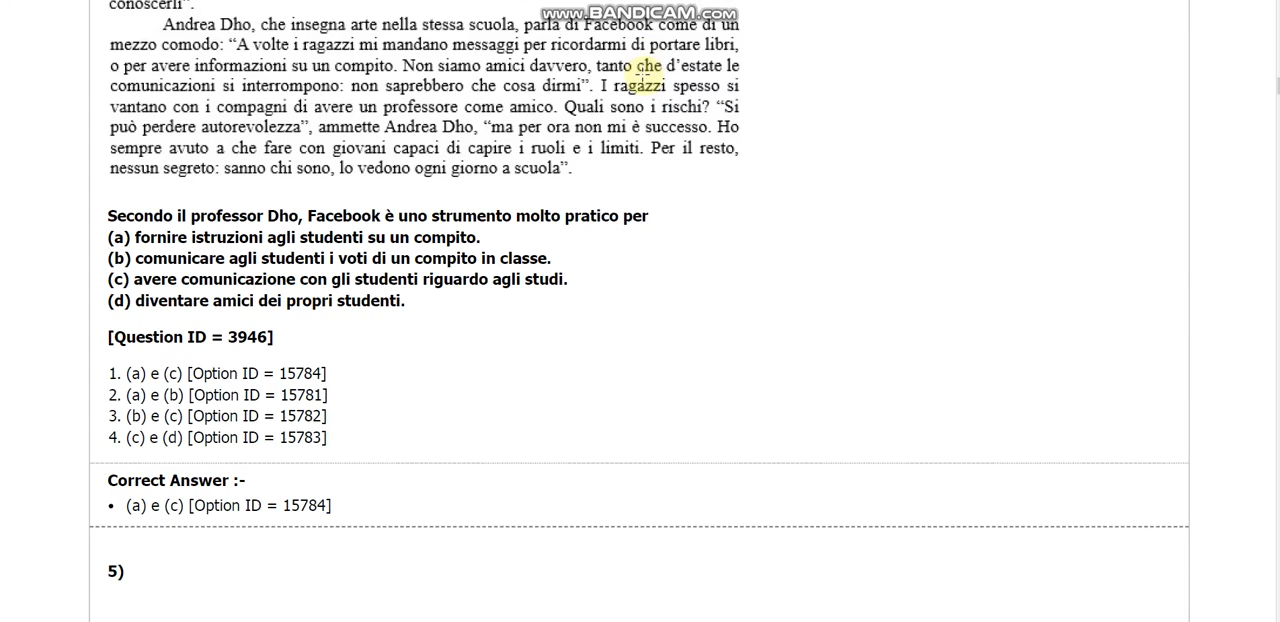 conoscerli".
www.BANDICAM.com
Andrea Dho, che insegna arte nella stessa scuola, parla di Facebook come di un
mezzo comodo: "A volte i ragazzi mi mandano messaggi per ricordarmi di portare libri,
o per avere informazioni su un compito. Non siamo amici davvero, tanto che d'estate le
comunicazioni si interrompono: non saprebbero che cosa dirmi". I ragazzi spesso si
vantano con i compagni di avere un professore come amico. Quali sono i rischi? "Si
può perdere autorevolezza", ammette Andrea Dho, "ma per ora non mi è successo. Ho
sempre avuto a che fare con giovani capaci di capire i ruoli e i limiti. Per il resto,
nessun segreto: sanno chi sono, lo vedono ogni giorno a scuola".
Secondo il professor Dho, Facebook è uno strumento molto pratico per
(a) fornire istruzioni agli studenti su un compito.
(b) comunicare agli studenti i voti di un compito in classe.
(c) avere comunicazione con gli studenti riguardo agli studi.
(d) diventare amici dei propri studenti.
[Question ID = 3946]
1. (a) e (c) [Option ID = 15784]
2. (a) e (b) [Option ID = 15781]
3. (b) e (c) [Option ID = 15782]
4. (c) e (d) [Option ID = 15783]
Correct Answer :-
• (a) e (c) [Option ID = 15784]
5)